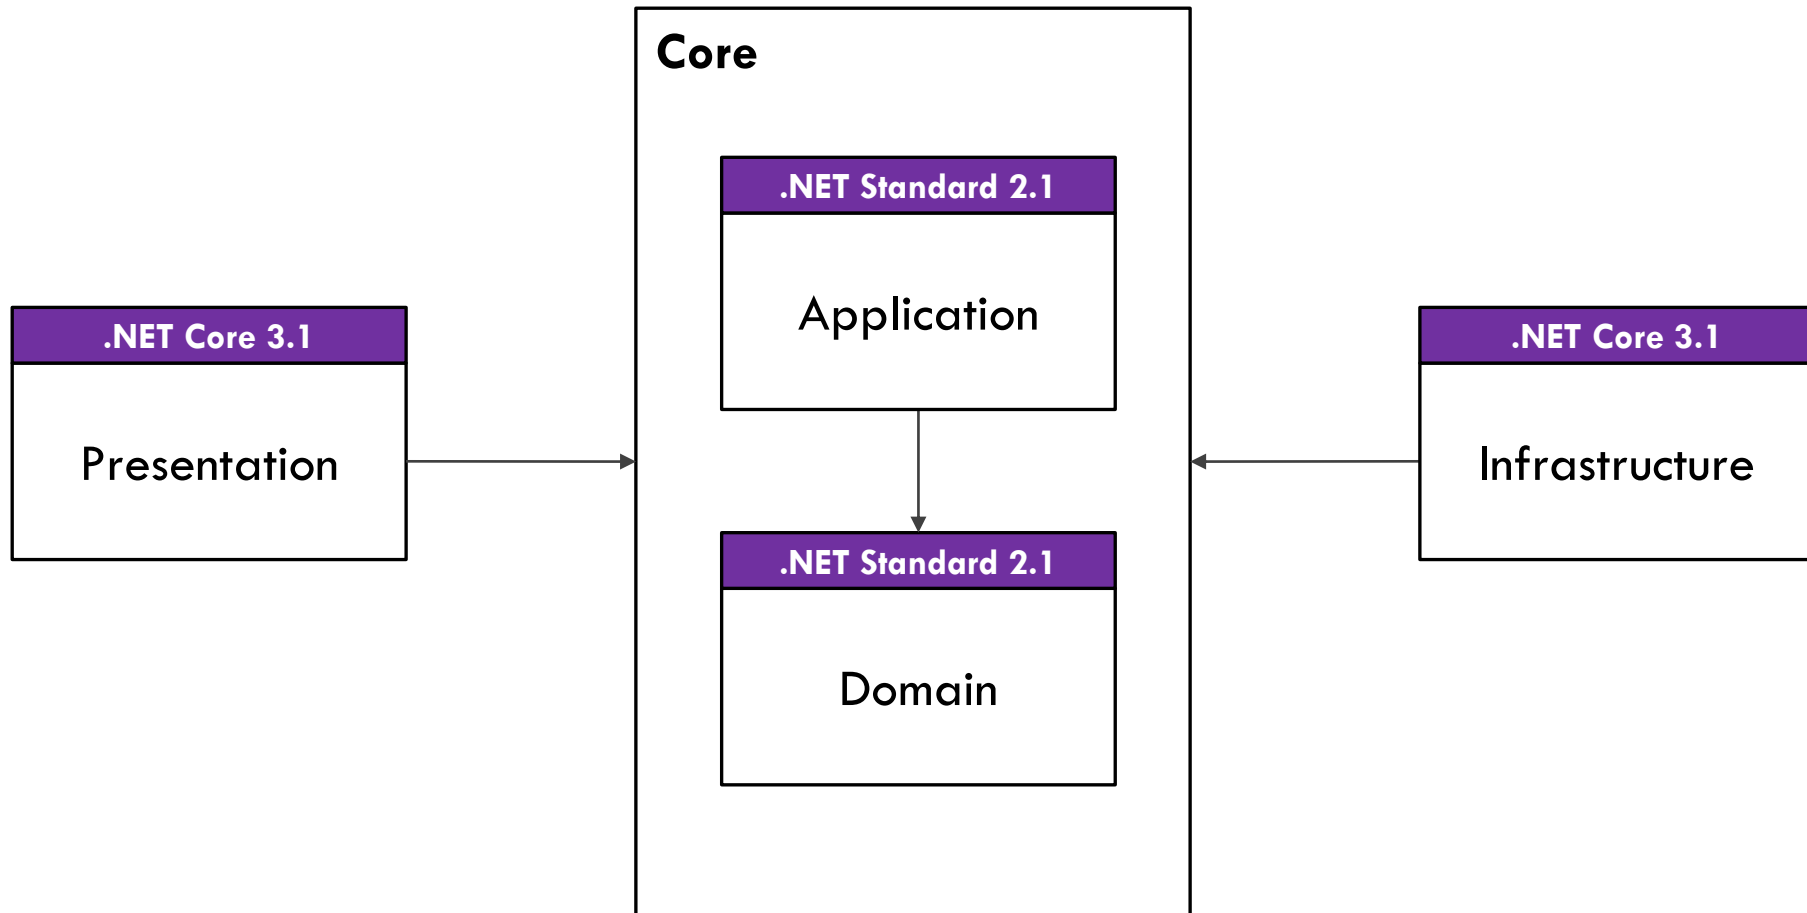 Core
.NET Standard 2.1
Application
.NET Core 3.1
Presentation
.NET Core 3.1
Infrastructure
.NET Standard 2.1
Domain